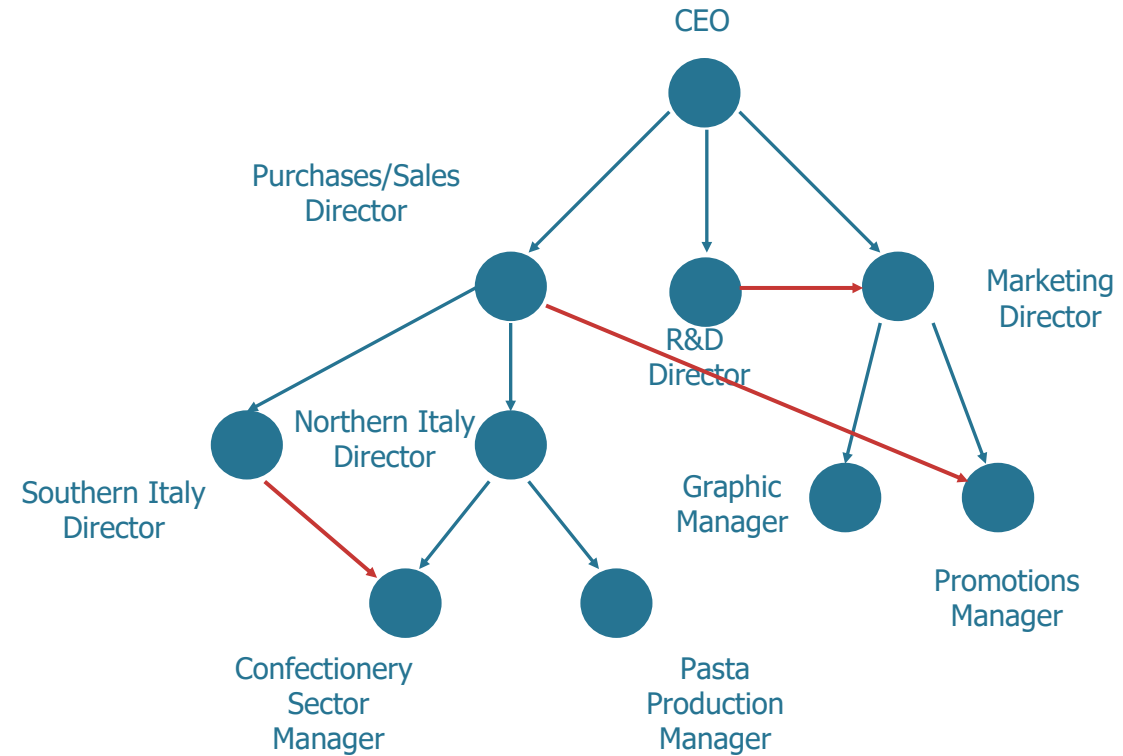 CEO
Purchases/Sales
Director
Marketing
Director
R&D
Director
Northern Italy
Director
Southern Italy
Director
Graphic
Manager
Promotions
Manager
Confectionery
Sector
Manager
Pasta
Production
Manager